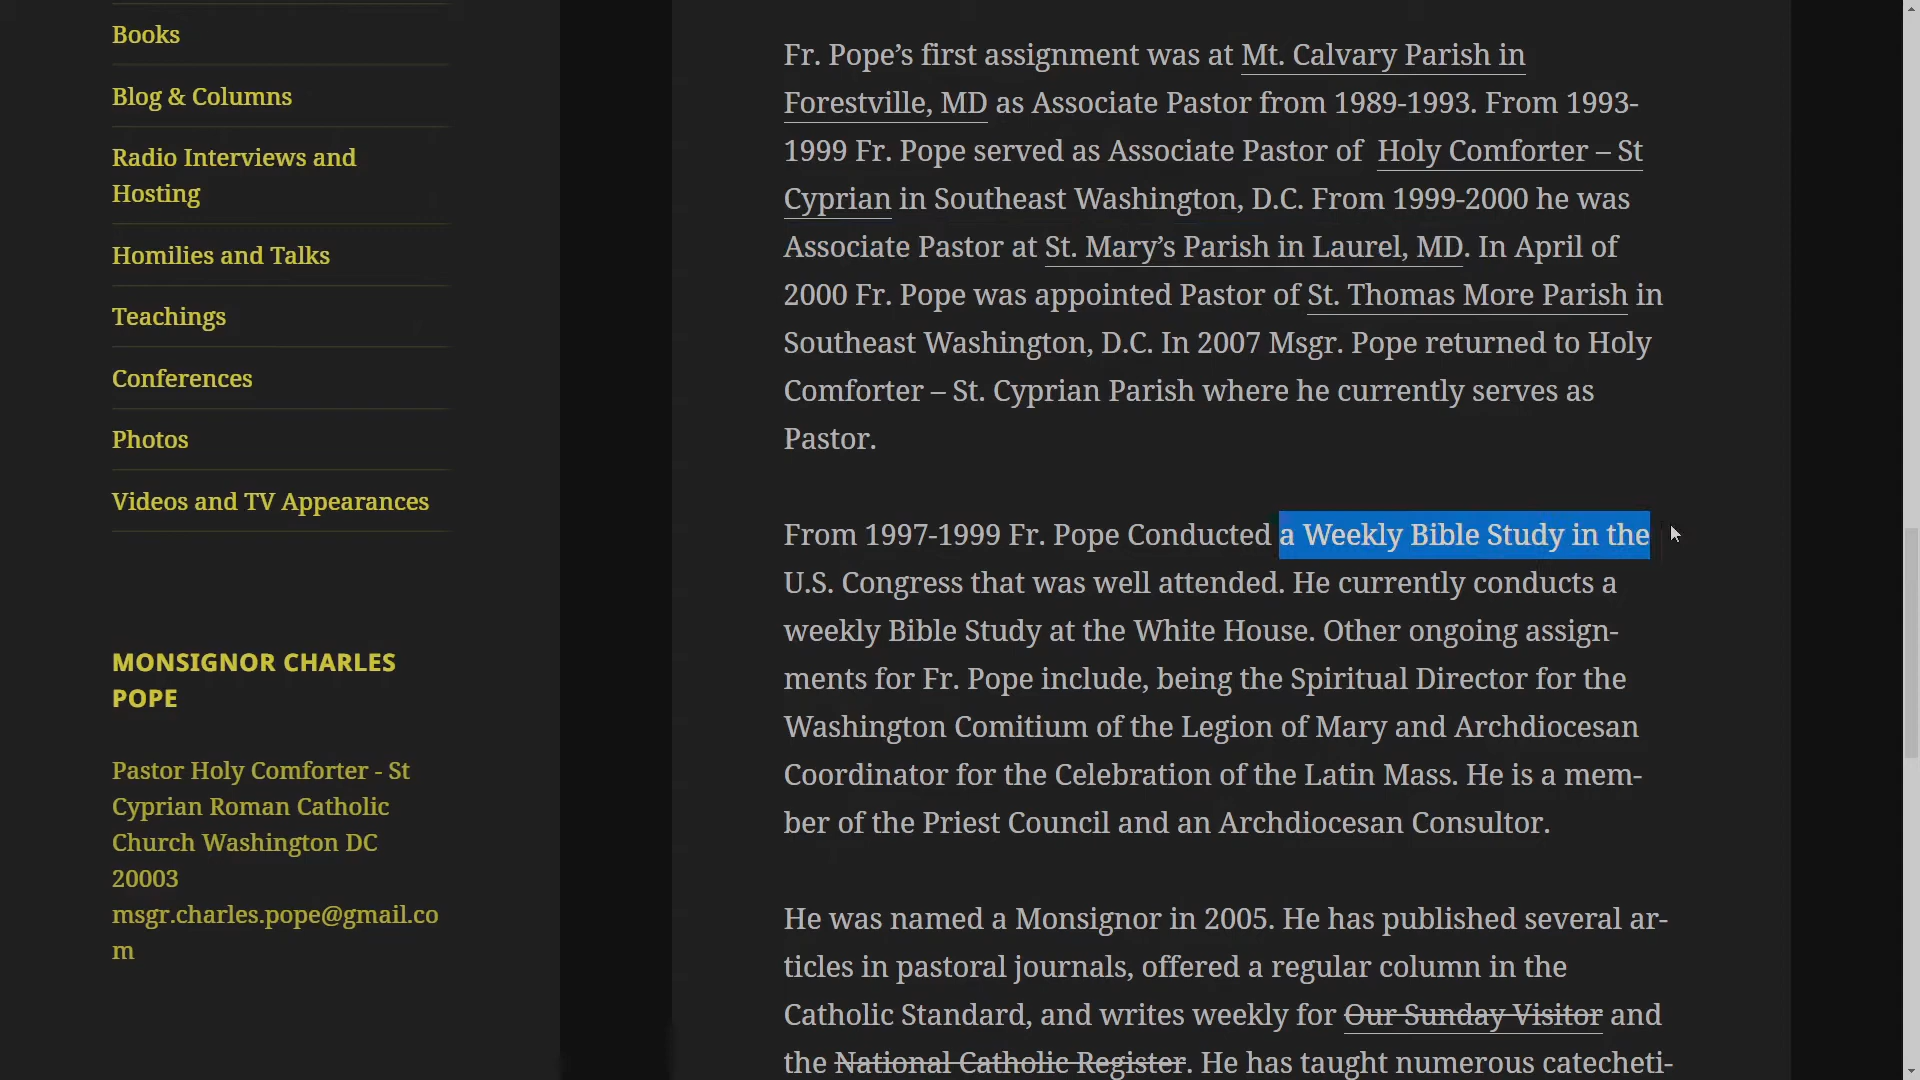 Books
Blog & Columns
Radio Interviews and
Hosting
Homilies and Talks
Teachings
Conferences
Photos
Videos and TV Appearances
MONSIGNOR CHARLES
POPE
Pastor Holy Comforter - St
Cyprian Roman Catholic
Church Washington DC
20003
msgr.charles.pope@gmail.co
m
Fr. Pope’s first assignment was at Mt. Calvary Parish in
Forestville, MD as Associate Pastor from 1989-1993. From 1993-
1999 Fr. Pope served as Associate Pastor of Holy Comforter – St
Cyprian in Southeast Washington, D.C. From 1999-2000 he was
Associate Pastor at St. Mary’s Parish in Laurel, MD. In April of
2000 Fr. Pope was appointed Pastor of St. Thomas More Parish in
Southeast Washington, D.C. In 2007 Msgr. Pope returned to Holy
Comforter – St. Cyprian Parish where he currently serves as
Pastor.
From 1997-1999 Fr. Pope Conducted a Weekly Bible Study in the
U.S. Congress that was well attended. He currently conducts a
weekly Bible Study at the White House. Other ongoing assign-
ments for Fr. Pope include, being the Spiritual Director for the
Washington Comitium of the Legion of Mary and Archdiocesan
Coordinator for the Celebration of the Latin Mass. He is a mem-
ber of the Priest Council and an Archdiocesan Consultor.
He was named a Monsignor in 2005. He has published several ar-
ticles in pastoral journals, offered a regular column in the
Catholic Standard, and writes weekly for Our Sunday Visitor and
the National Catholic Register. He has taught numerous catecheti-